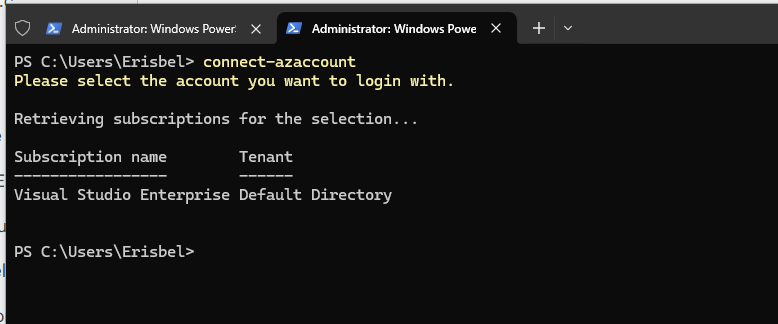 Administrator: Windows Power Administrator: Windows Powe
PS C:\Users\Erisbel> connect-azaccount
Please select the account you want to login with.
Retrieving subscriptions for the selection...
Subscription name Tenant
----------------- ------
Visual Studio Enterprise Default Directory
PS C:\Users\Erisbel>